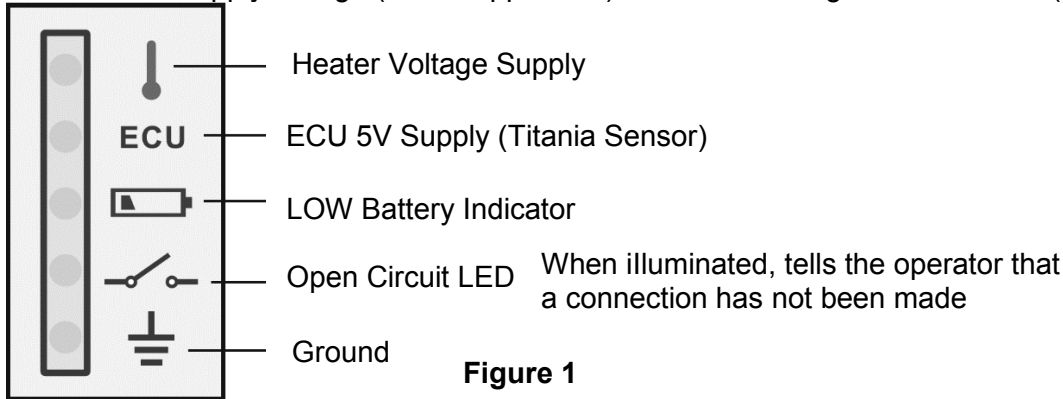 Heater Voltage Supply
ECU ECU 5V Supply (Titania Sensor)
LOW Battery Indicator
Open Circuit LED When illuminated, tells the operator that
a connection has not been made
Ground
Figure 1